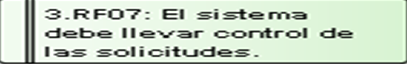 3.RF07: El sistema
debe llevar control de
las solicitudes.